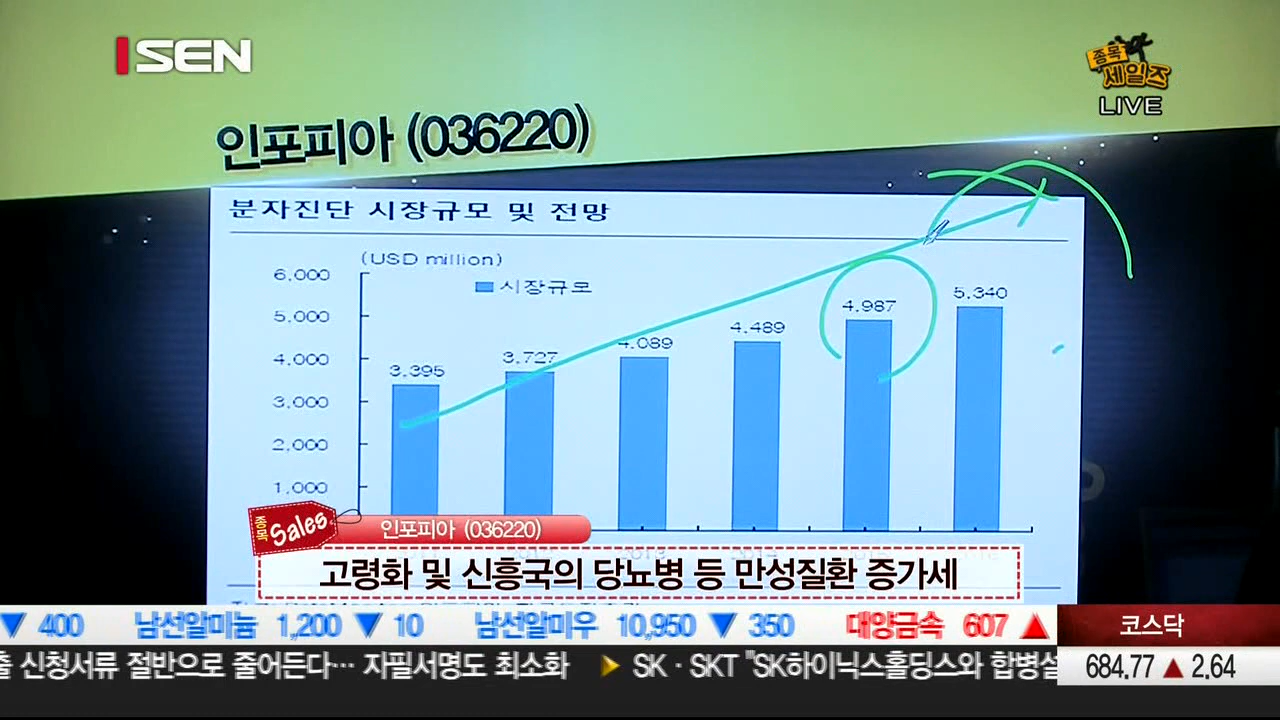 SEN
종목
세일즈
LIVE
인포피아 (036220)
분자진단 시장규모 및 전망
(USD million)
시장규모
6,000
5,000
4,000
3,000
2,000
1,000
3,395
3,727
4,089
4,489
4,987
5,340
종목
Sales
인포피아 (036220)
고령화 및 신흥국의 당뇨병 등 만성질환 증가세
▼ 400 남선알미늄 1,200 ▼ 10 남선알미우 10,950 ▼ 350 대양금속 607 ▲
코스닥
신청서류 절반으로 줄어든다… 자필서명도 최소화 ▶ SK · SKT "SK하이닉스홀딩스와 합병설
684.77 ▲ 2.64